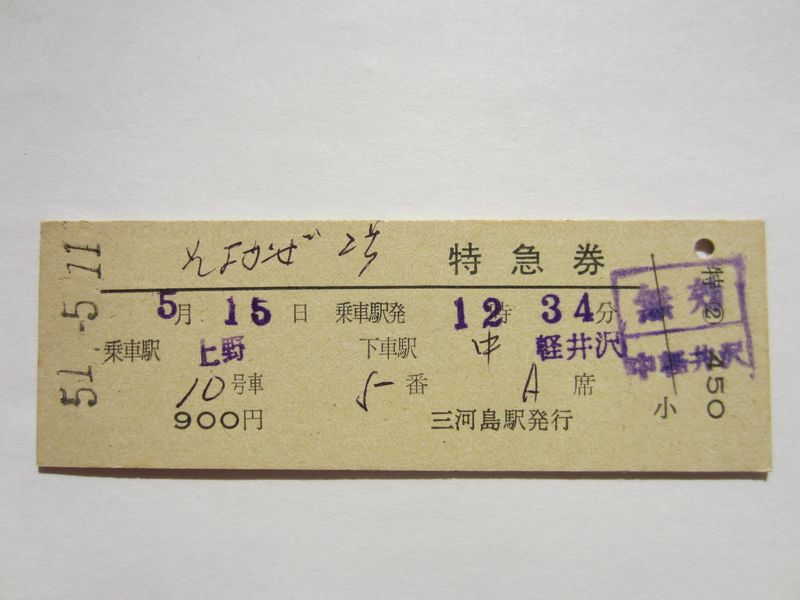 51.-5.11
そよかぜ 2号 特急券
5月 15日 乗車駅発 12時 34分
乗車駅 上野 下車駅 中軽井沢
10号車 5番 A席
900円 三河島駅発行
特②
小 450
無効
中軽井沢